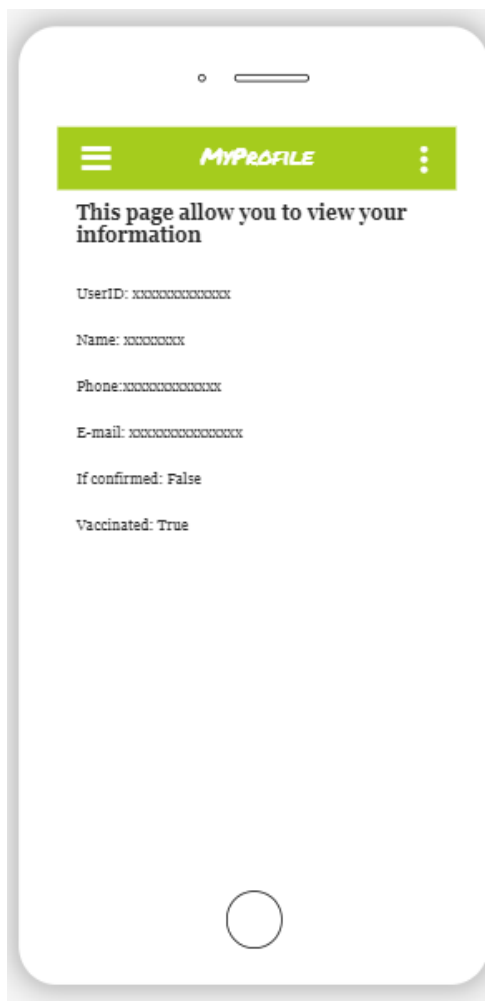 MyProfile
This page allow you to view your
information
UserID: xxxxxxxxxxxxx
Name: xxxxxxxx
Phone:xxxxxxxxxxxxx
E-mail: xxxxxxxxxxxxxxx
If confirmed: False
Vaccinated: True